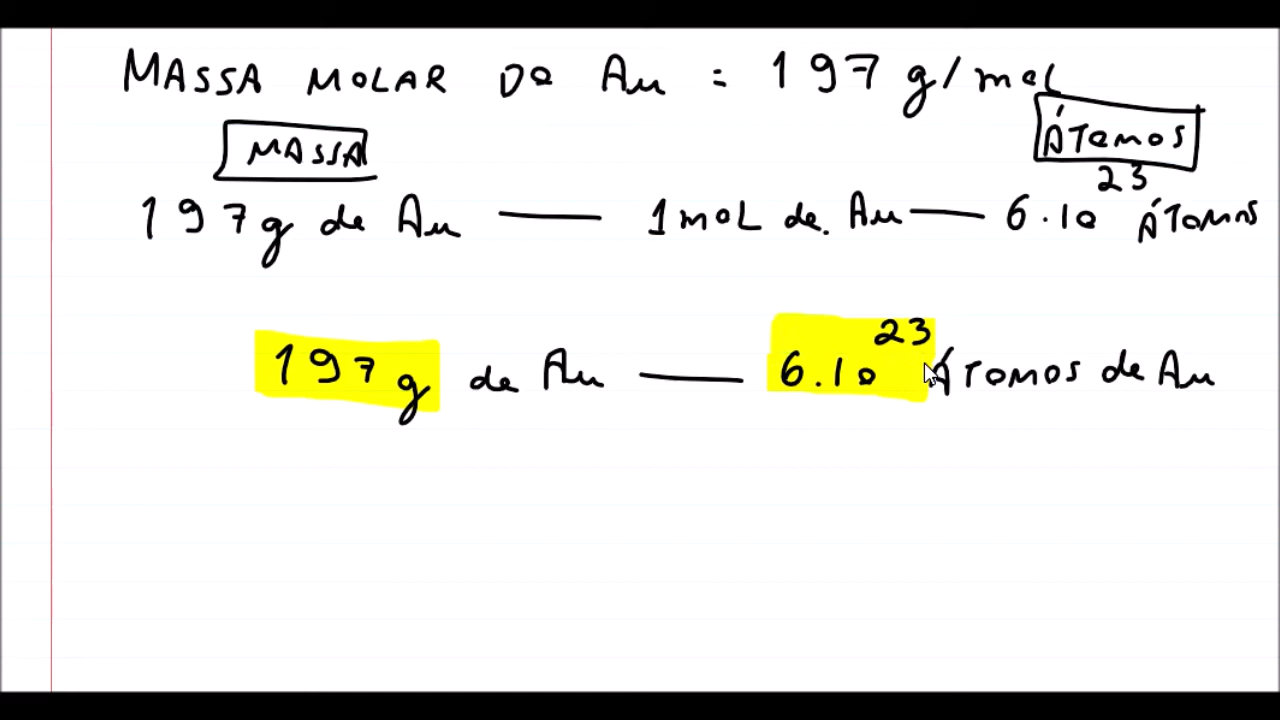 MASSA MOLAR DO Au = 197 g/mol
MASSA
ÁTOMOS
197g de Au — 1 mol de. Au — 6.10²³ ÁTOMOS
197g de Au — 6.10²³ ÁTOMOS de Au